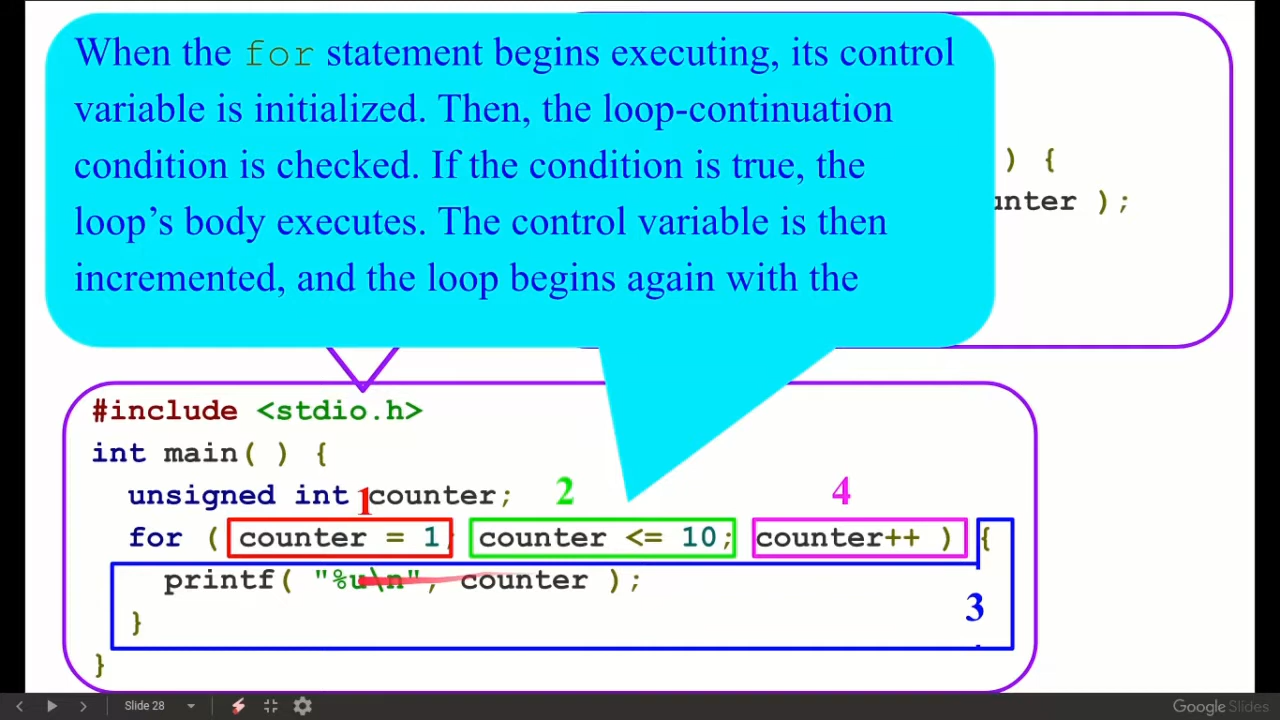 When the for statement begins executing, its control
variable is initialized. Then, the loop-continuation
condition is checked. If the condition is true, the
loop’s body executes. The control variable is then
incremented, and the loop begins again with the
) {
unter );
#include <stdio.h>
int main( ) {
unsigned int counter;
1
2
4
for ( counter = 1; counter <= 10; counter++ ) {
printf( "%u\n", counter );
3
}
}
Slide 28
Google Slides